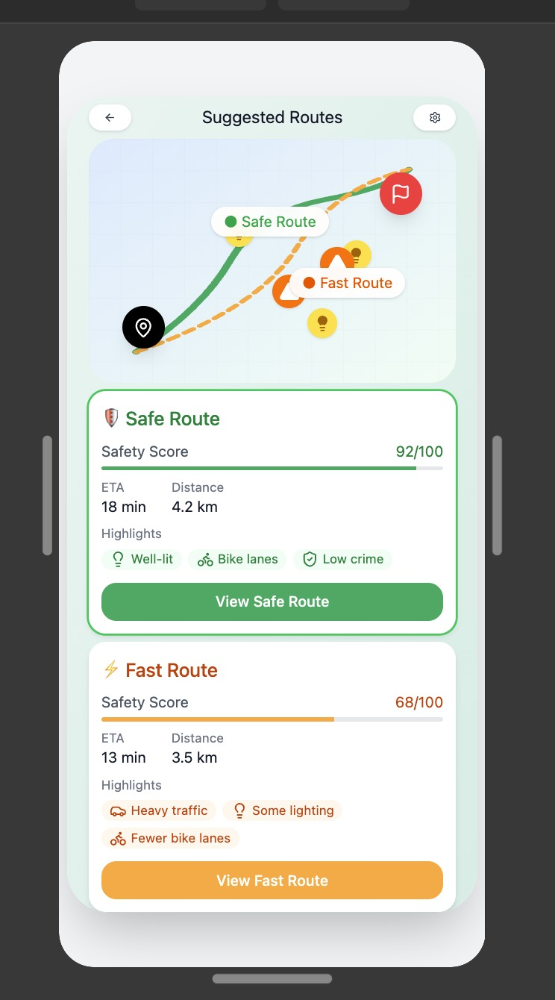 Suggested Routes
Safe Route
Fast Route
Safe Route
Safety Score 92/100
ETA Distance
18 min 4.2 km
Highlights
Well-lit Bike lanes Low crime
View Safe Route
Fast Route
Safety Score 68/100
ETA Distance
13 min 3.5 km
Highlights
Heavy traffic Some lighting
Fewer bike lanes
View Fast Route